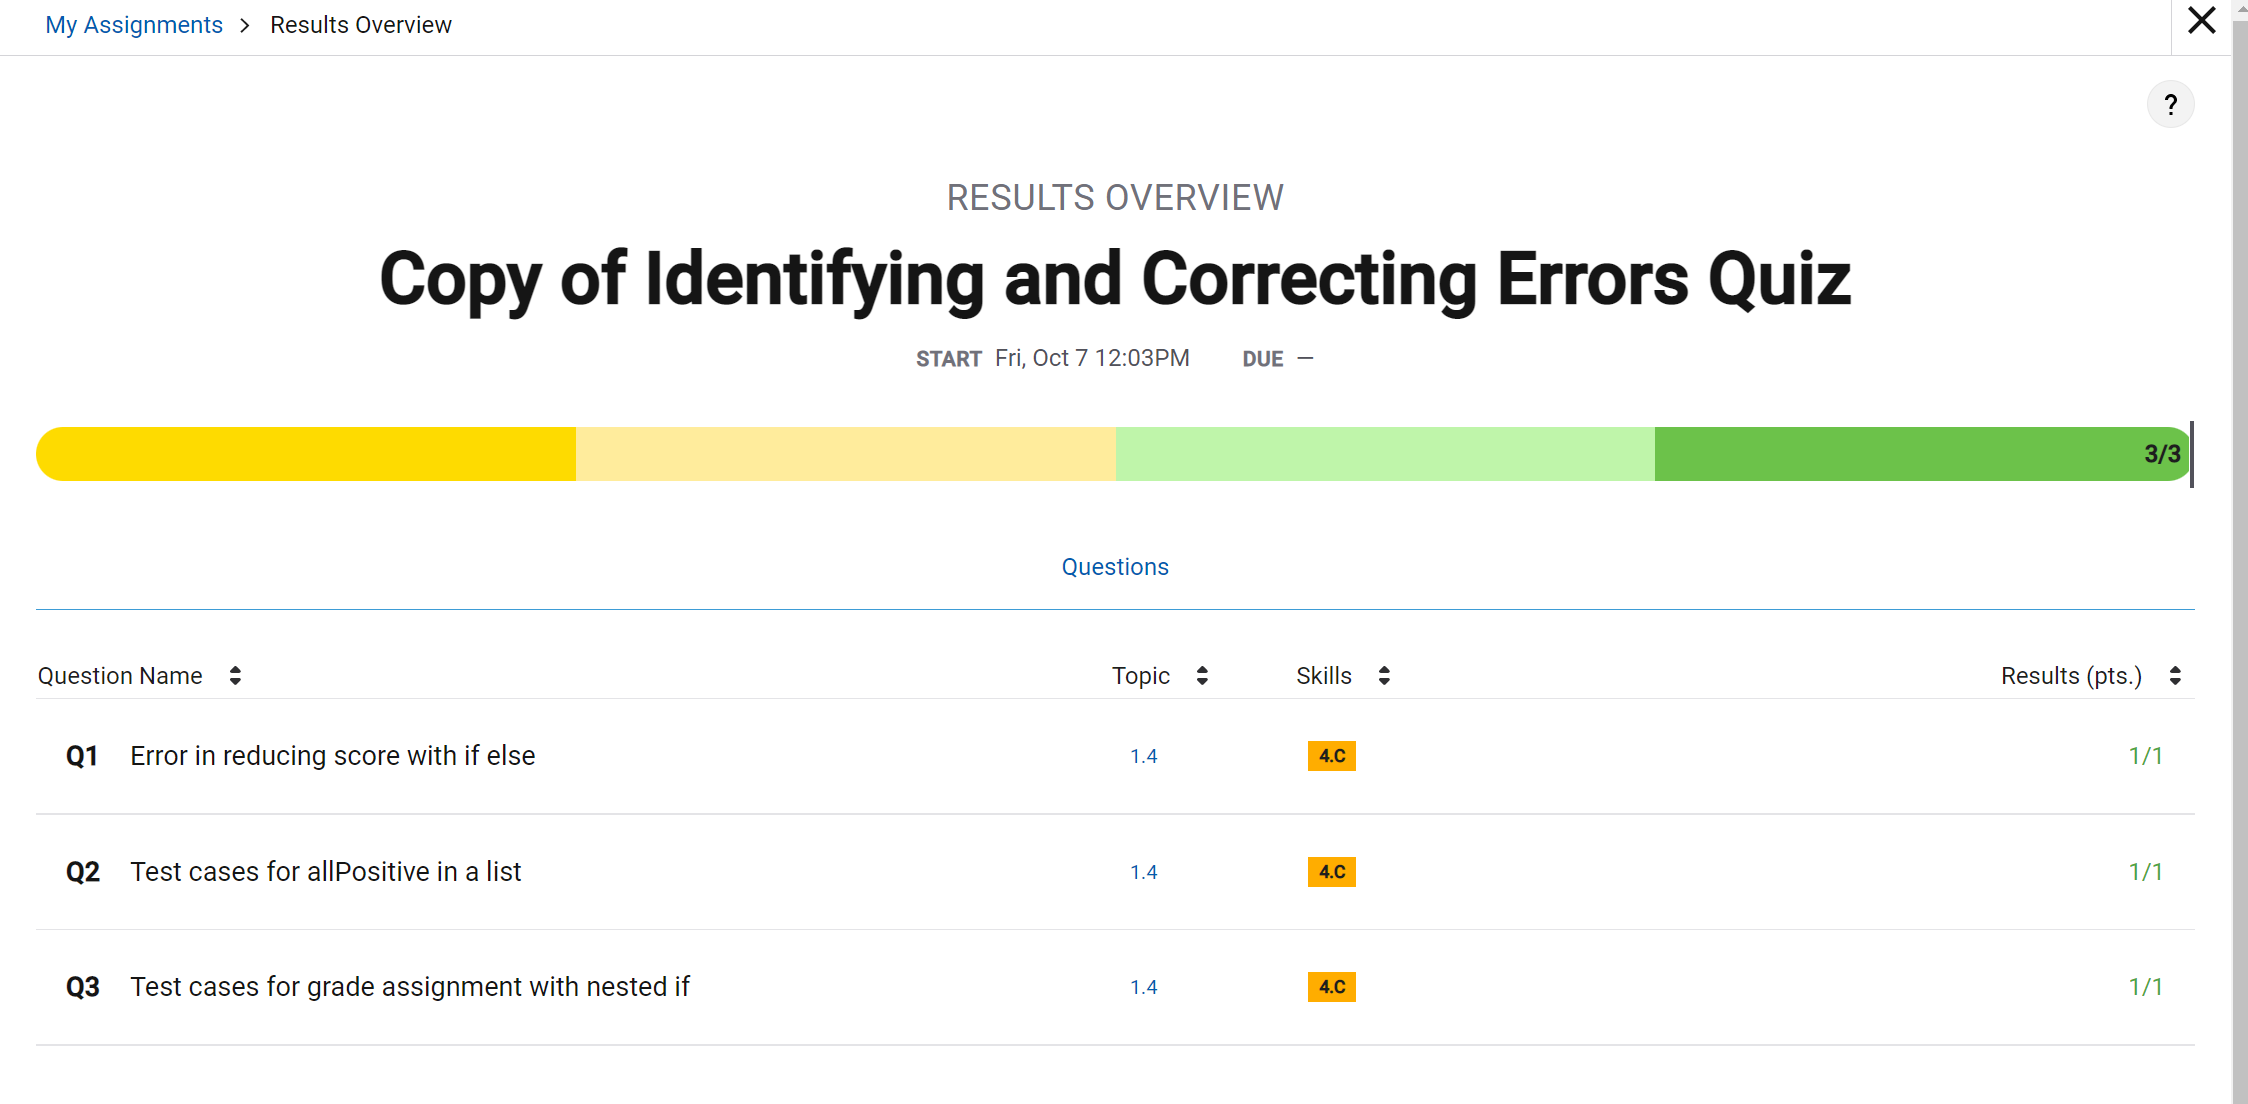 My Assignments > Results Overview
?
RESULTS OVERVIEW
Copy of Identifying and Correcting Errors Quiz
START Fri, Oct 7 12:03PM DUE —
3/3
Questions
Question Name Topic Skills Results (pts.)
Q1 Error in reducing score with if else 1.4 4.C 1/1
Q2 Test cases for allPositive in a list 1.4 4.C 1/1
Q3 Test cases for grade assignment with nested if 1.4 4.C 1/1